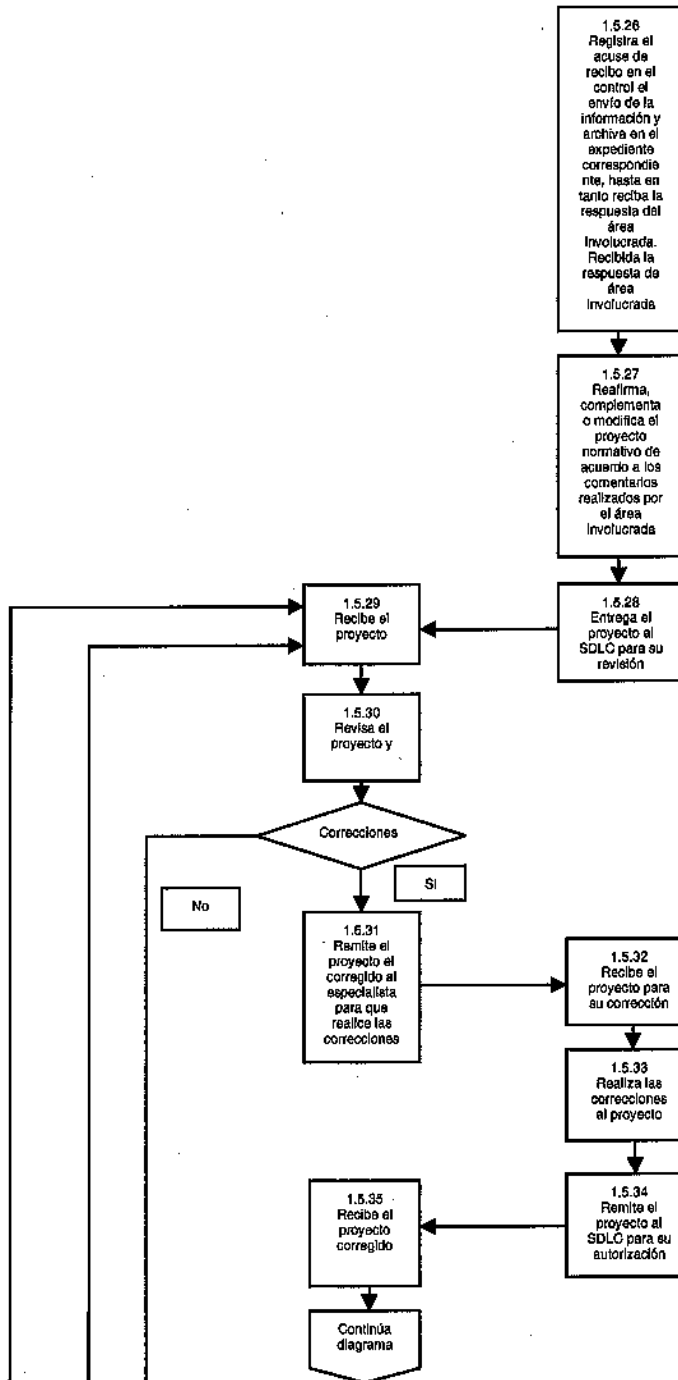 1.5.26
Registra el
acuse de
recibo en el
control el
envío de la
información y
archiva en el
expediente
correspondie
nte, hasta en
tanto reciba la
respuesta del
área
Involucrada.
Recibida la
respuesta de
área
Involucrada
1.5.27
Reafirma,
complementa
o modifica el
proyecto
normativo de
acuerdo a los
comentarios
realizados por
el área
Involucrada
1.5.28
Entrega el
proyecto al
SDLC para su
revisión
1.5.29
Recibe el
proyecto
1.5.30
Revisa el
proyecto y
Correcciones
Si
No
1.5.31
Remite el
proyecto el
corregido al
especialista
para que
realice las
correcciones
1.5.32
Recibe el
proyecto para
su corrección
1.5.33
Realiza las
correcciones
al proyecto
1.5.34
Remite el
proyecto al
SDLC para su
autorización
1.5.35
Recibe el
proyecto
corregido
Continúa
diagrama